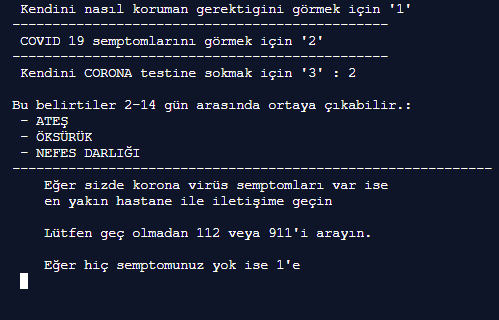 Kendini nasıl koruman gerektigini görmek için '1'
-----------------------------------------------
COVID 19 semptomlarını görmek için '2'
-----------------------------------------------
Kendini CORONA testine sokmak için '3' : 2
Bu belirtiler 2-14 gün arasında ortaya çıkabilir.:
- ATEŞ
- ÖKSÜRÜK
- NEFES DARLIĞI
------------------------------------------------------------
Eğer sizde korona virüs semptomları var ise
en yakın hastane ile iletişime geçin
Lütfen geç olmadan 112 veya 911'i arayın.
Eğer hiç semptomunuz yok ise 1'e